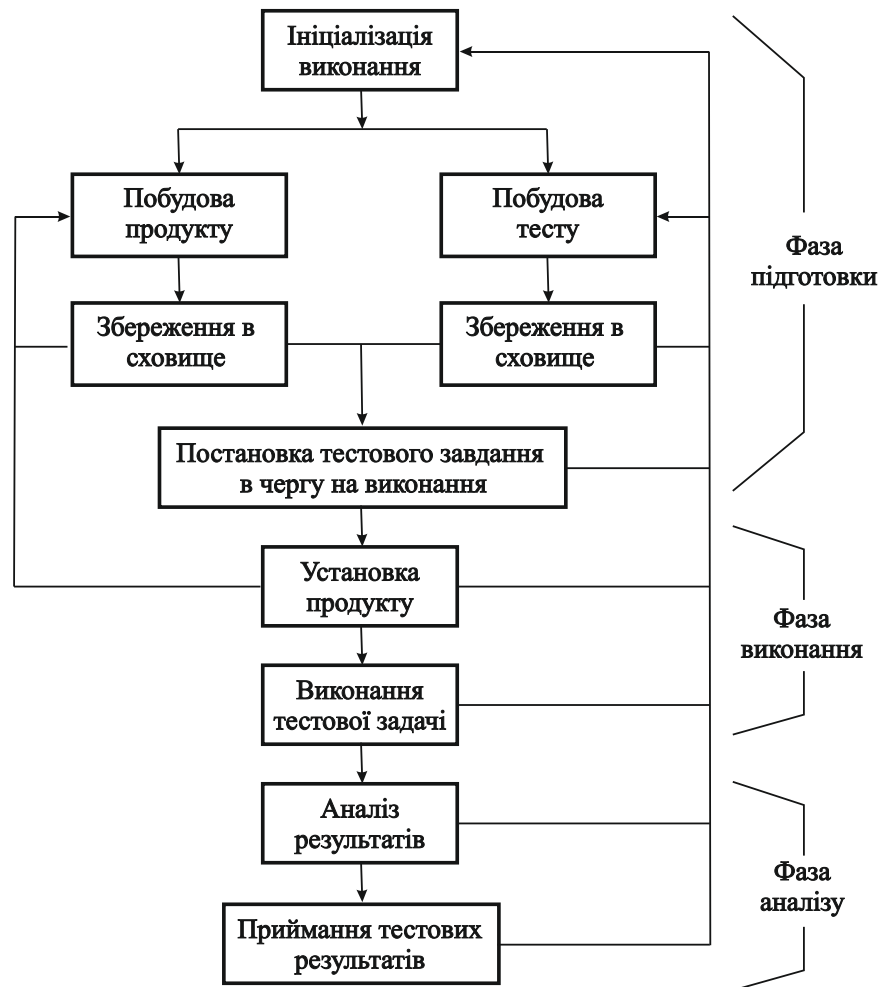 Ініціалізація
виконання
Побудова
продукту
Побудова
тесту
Фаза
підготовки
Збереження в
сховище
Збереження в
сховище
Постановка тестового завдання
в чергу на виконання
Установка
продукту
Фаза
виконання
Виконання
тестової задачі
Аналіз
результатів
Фаза
аналізу
Приймання тестових
результатів